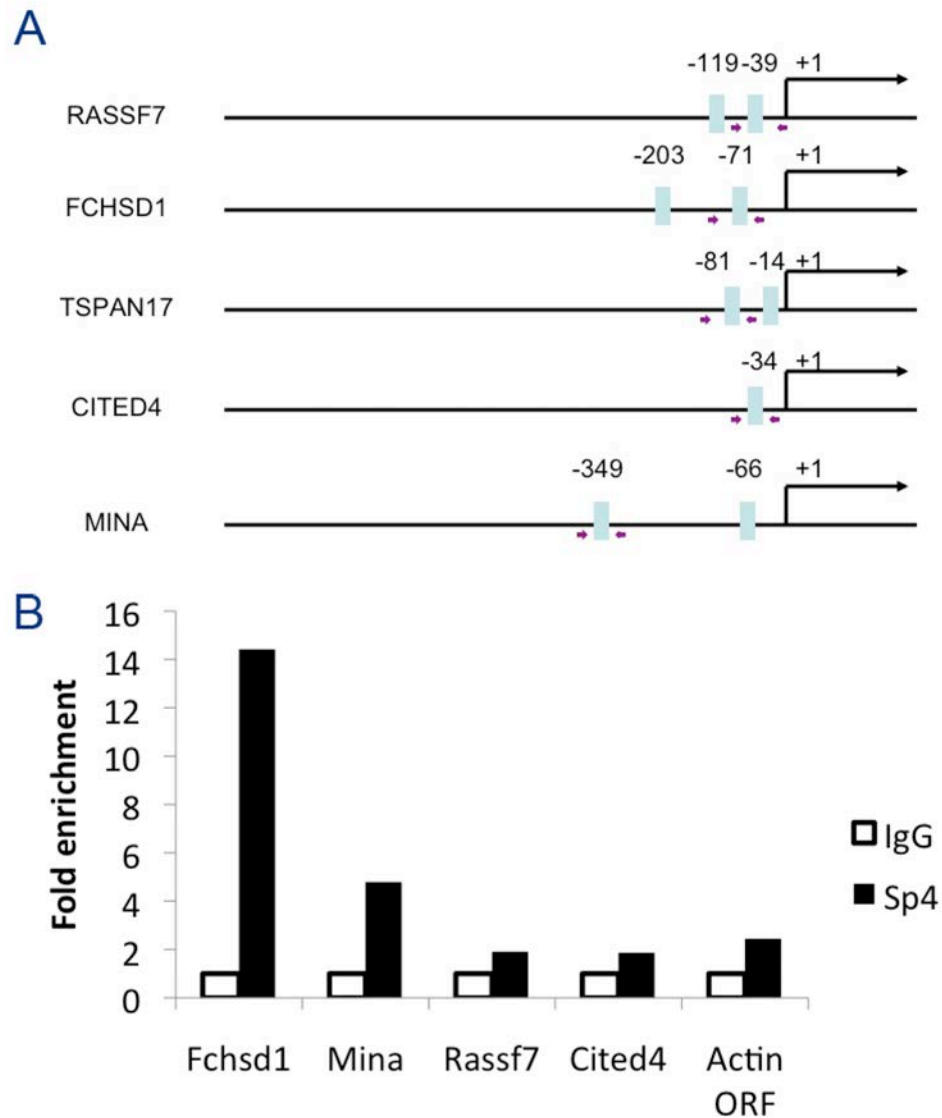 A
-119 -39 +1
RASSF7
-203 -71 +1
FCHSD1
-81 -14 +1
TSPAN17
-34 +1
CITED4
-349 -66 +1
MINA
B
16
14
12
10
8
6
4
2
0
Fold enrichment
IgG
Sp4
Fchsd1 Mina Rassf7 Cited4 Actin
ORF